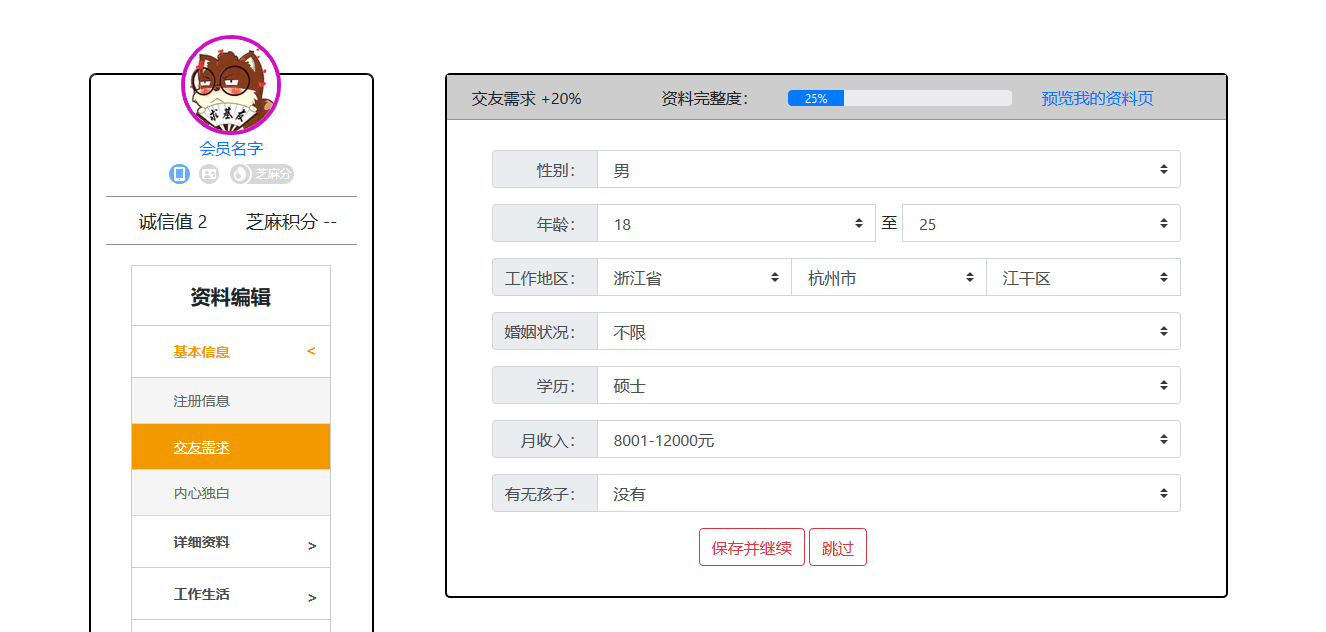 求基友
会员名字
芝麻分
诚信值 2 芝麻积分 --
资料编辑
基本信息 <
注册信息
交友需求
内心独白
详细资料 >
工作生活 >
交友需求 +20% 资料完整度： 25% 预览我的资料页
性别： 男
年龄： 18 至 25
工作地区： 浙江省 杭州市 江干区
婚姻状况： 不限
学历： 硕士
月收入： 8001-12000元
有无孩子： 没有
保存并继续 跳过